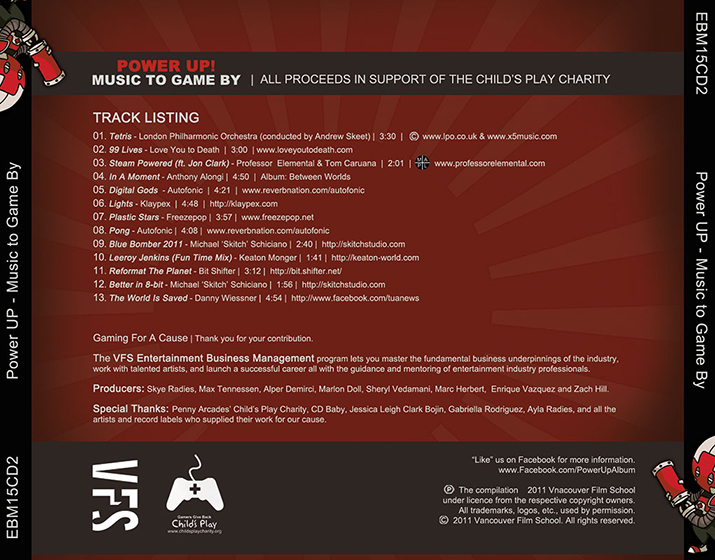 POWER UP!
MUSIC TO GAME BY | ALL PROCEEDS IN SUPPORT OF THE CHILD'S PLAY CHARITY
TRACK LISTING
01. Tetris - London Philharmonic Orchestra (conducted by Andrew Skeet) | 3:30 | © www.lpo.co.uk & www.x5music.com
02. 99 Lives - Love You to Death | 3:00 | www.loveyoutodeath.com
03. Steam Powered (ft. Jon Clark) - Professor Elemental & Tom Caruana | 2:01 | www.professorelemental.com
04. In A Moment - Anthony Alongi | 4:50 | Album: Between Worlds
05. Digital Gods - Autofonic | 4:21 | www.reverbnation.com/autofonic
06. Lights - Klaypex | 4:48 | http://klaypex.com
07. Plastic Stars - Freezepop | 3:57 | www.freezepop.net
08. Pong - Autofonic | 4:08 | www.reverbnation.com/autofonic
09. Blue Bomber 2011 - Michael 'Skitch' Schiciano | 2:40 | http://skitchstudio.com
10. Leeroy Jenkins (Fun Time Mix) - Keaton Monger | 1:41 | http://keaton-world.com
11. Reformat The Planet - Bit Shifter | 3:12 | http://bit.shifter.net/
12. Better in 8-bit - Michael 'Skitch' Schiciano | 1:56 | http://skitchstudio.com
13. The World Is Saved - Danny Wiessner | 4:54 | http://www.facebook.com/tuanews
Gaming For A Cause | Thank you for your contribution.
The VFS Entertainment Business Management program lets you master the fundamental business underpinnings of the industry,
work with talented artists, and launch a successful career all with the guidance and mentoring of entertainment industry professionals.
Producers: Skye Radies, Max Tennessen, Alper Demirci, Marlon Doll, Sheryl Vedamani, Marc Herbert, Enrique Vazquez and Zach Hill.
Special Thanks: Penny Arcades' Child's Play Charity, CD Baby, Jessica Leigh Clark Bojin, Gabriella Rodriguez, Ayla Radies, and all the
artists and record labels who supplied their work for our cause.
VFS
Gamers Give Back
Child's Play
www.childsplaycharity.org
"Like" us on Facebook for more information.
www.Facebook.com/PowerUpAlbum
℗ The compilation 2011 Vnacouver Film School
under licence from the respective copyright owners.
All trademarks, logos, etc., used by permission.
© 2011 Vancouver Film School. All rights reserved.
Power UP - Music to Game By
EBM15CD2
EBM15CD2
Power UP - Music to Game By